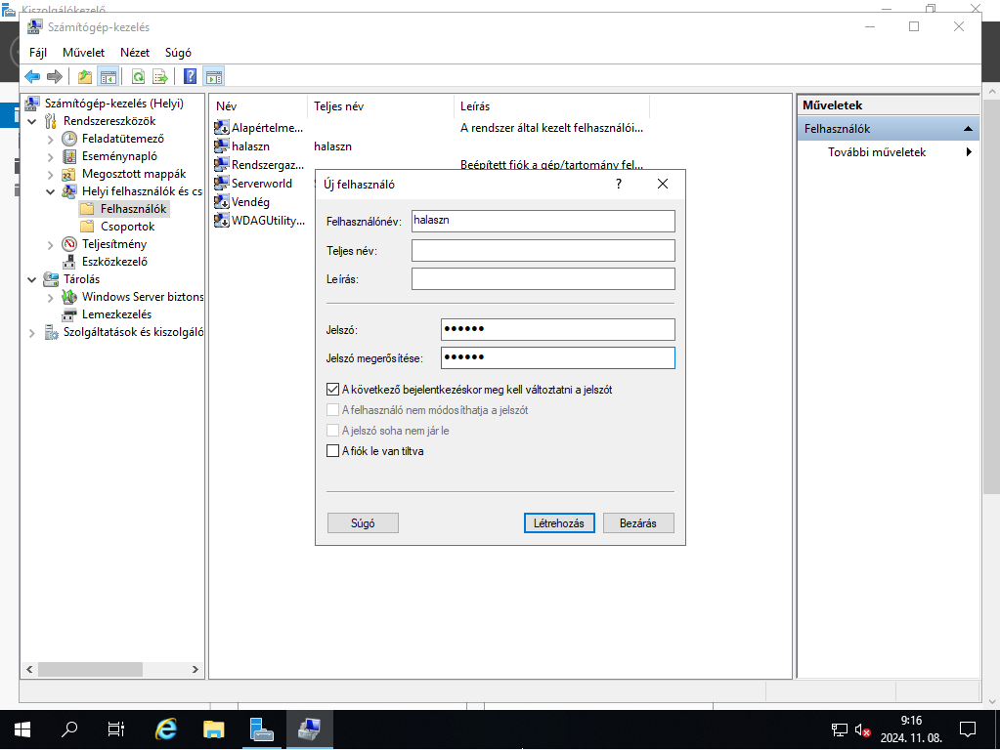 Kiszolgálókezelő
Számítógép-kezelés
Fájl Művelet Nézet Súgó
Számítógép-kezelés (Helyi)
Rendszereszközök
Feladatütemező
Eseménynapló
Megosztott mappák
Helyi felhasználók és cs
Felhasználók
Csoportok
Teljesítmény
Eszközkezelő
Tárolás
Windows Server biztons
Lemezkezelés
Szolgáltatások és kiszolgáló
Név Teljes név Leírás
Alapértelme... A rendszer által kezelt felhasználói...
halaszn halaszn
Rendszergaz... Beépített fiók a gép/tartomány fel...
Serverworld
Vendég
WDAGUtility...
Műveletek
Felhasználók
További műveletek
Új felhasználó ?
Felhasználónév: halaszn
Teljes név:
Leírás:
Jelszó: ●●●●●●
Jelszó megerősítése: ●●●●●●
A következő bejelentkezéskor meg kell változtatni a jelszót
A felhasználó nem módosíthatja a jelszót
A jelszó soha nem jár le
A fiók le van tiltva
Súgó Létrehozás Bezárás
9:16
2024. 11. 08.